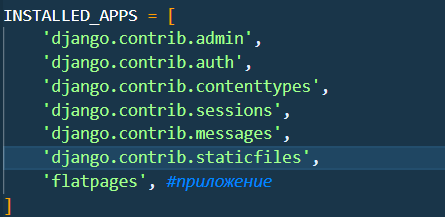 INSTALLED_APPS = [
    'django.contrib.admin',
    'django.contrib.auth',
    'django.contrib.contenttypes',
    'django.contrib.sessions',
    'django.contrib.messages',
    'django.contrib.staticfiles',
    'flatpages', #приложение
]